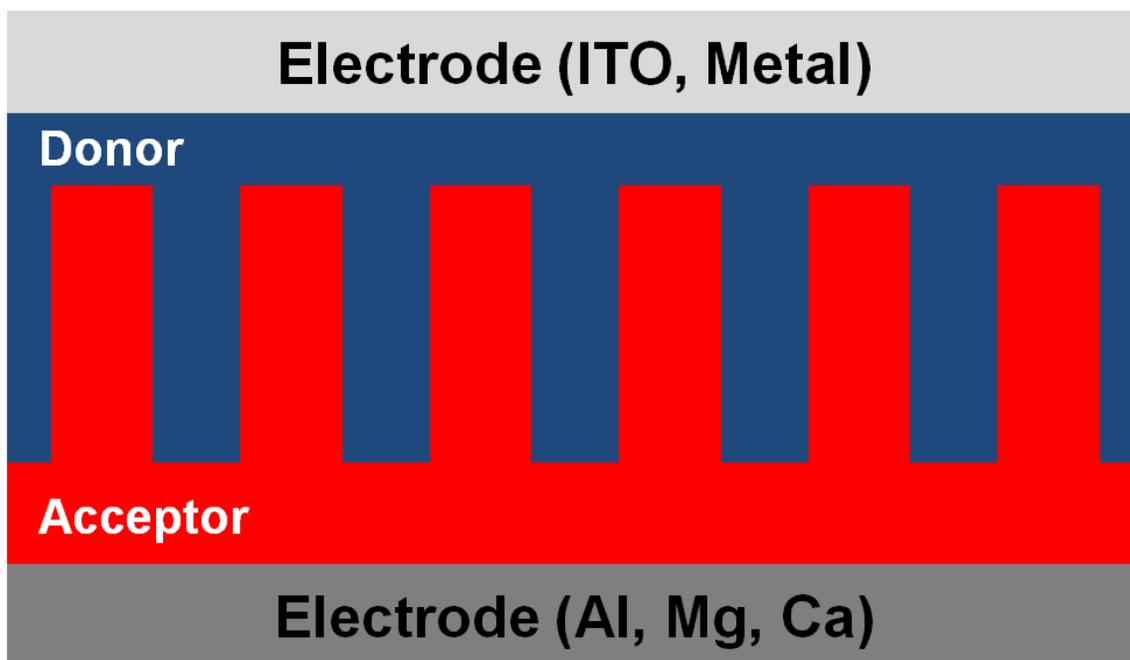 Electrode (ITO, Metal)
Donor
Acceptor
Electrode (Al, Mg, Ca)